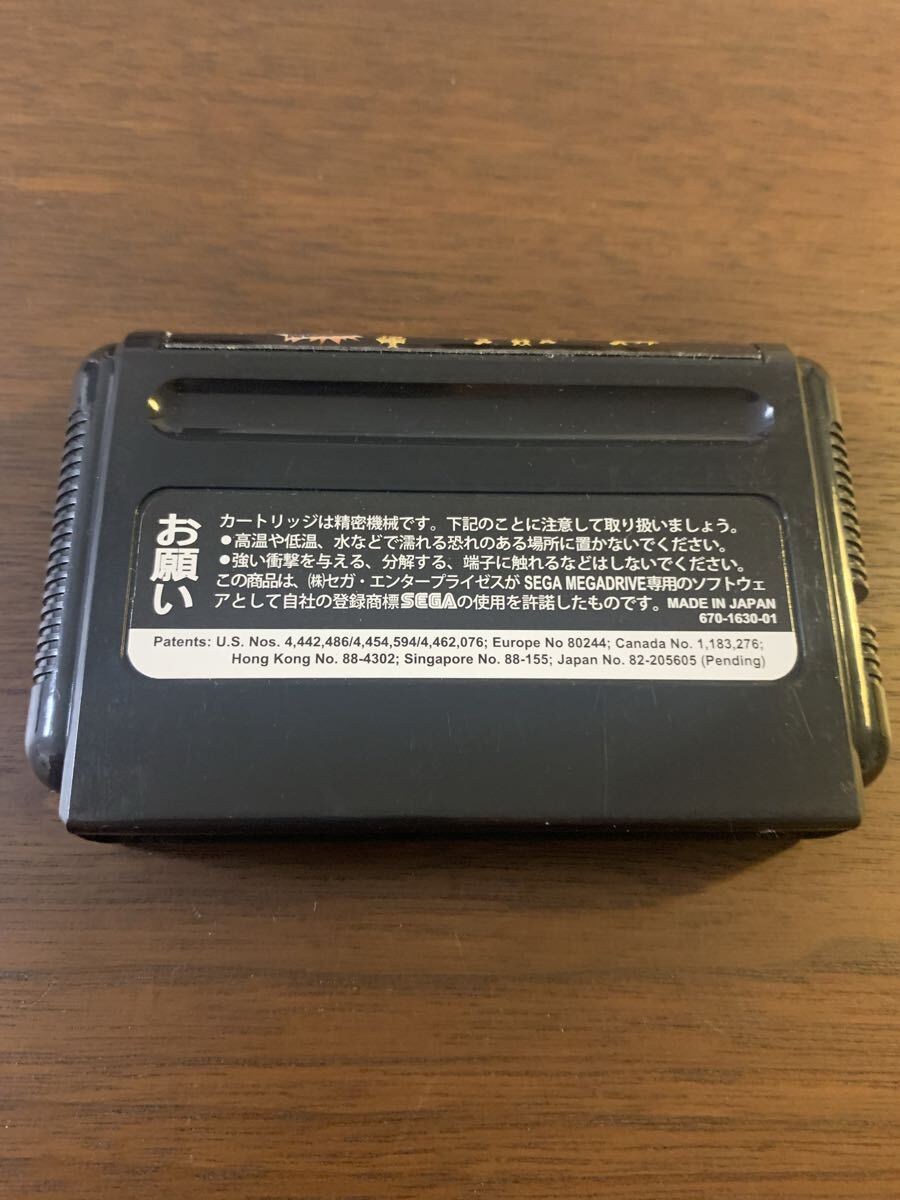 お願い
カートリッジは精密機械です。下記のことに注意して取り扱いましょう。
●高温や低温、水などで濡れる恐れのある場所に置かないでください。
●強い衝撃を与える、分解する、端子に触れるなどはしないでください。
この商品は、㈱セガ・エンタープライゼスが SEGA MEGADRIVE専用のソフトウェ
アとして自社の登録商標SEGAの使用を許諾したものです。 MADE IN JAPAN
670-1630-01
Patents: U.S. Nos. 4,442,486/4,454,594/4,462,076; Europe No 80244; Canada No. 1,183,276;
Hong Kong No. 88-4302; Singapore No. 88-155; Japan No. 82-205605 (Pending)